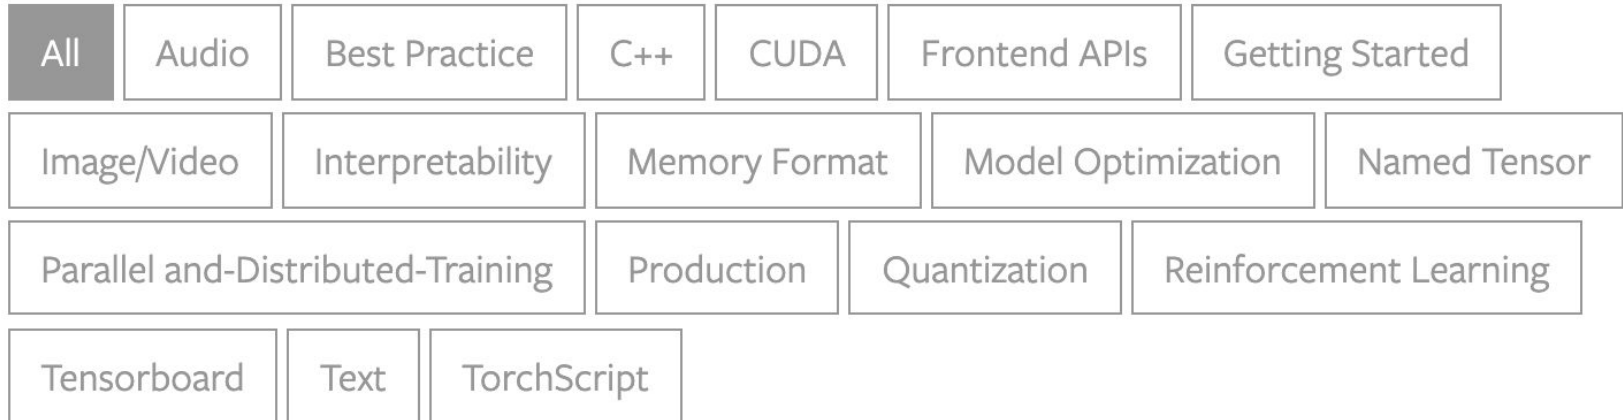 All Audio Best Practice C++ CUDA Frontend APIs Getting Started
Image/Video Interpretability Memory Format Model Optimization Named Tensor
Parallel and-Distributed-Training Production Quantization Reinforcement Learning
Tensorboard Text TorchScript